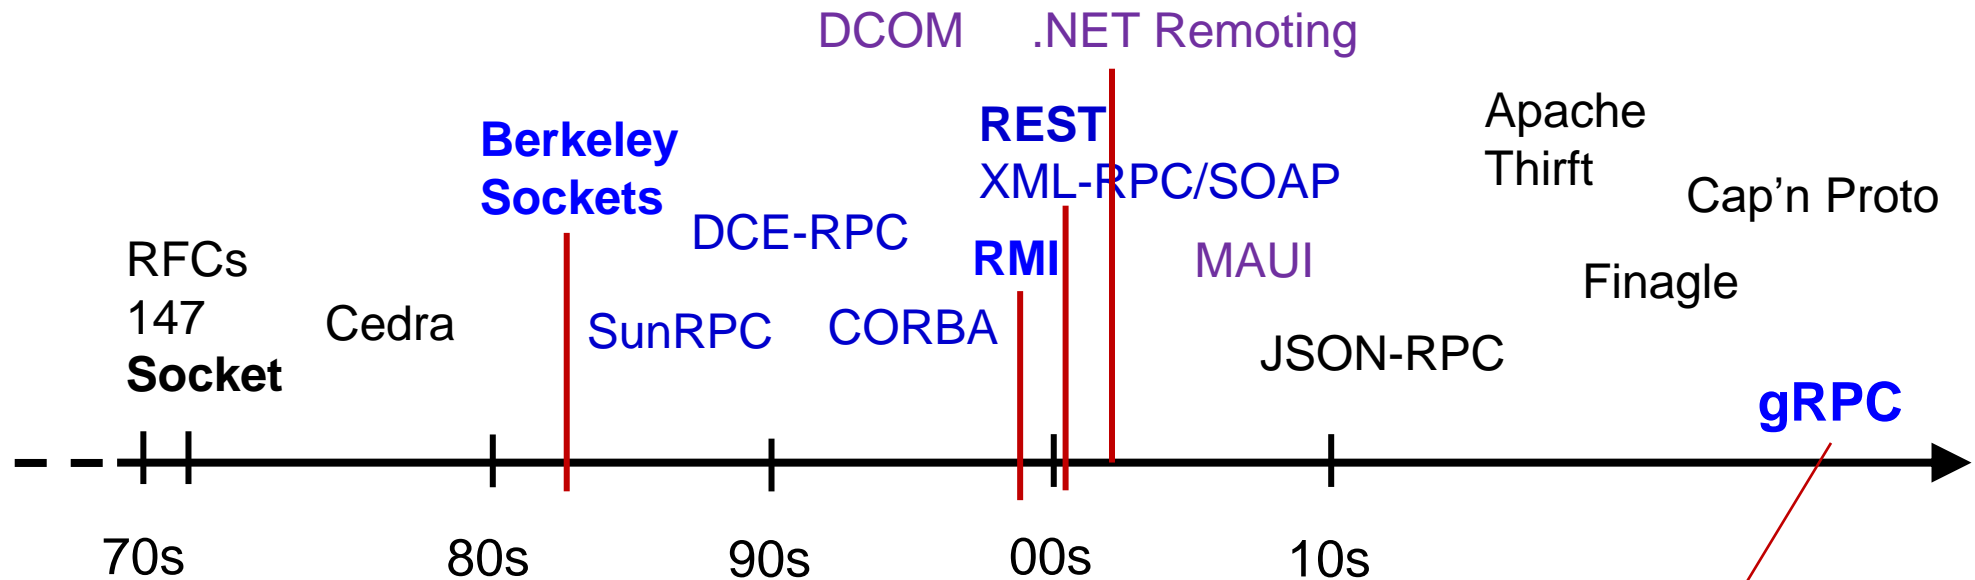 DCOM
.NET Remoting
Berkeley
Sockets
REST
XML-RPC/SOAP
Apache
Thirft
Cap’n Proto
RFCs
147
Socket
Cedra
DCE-RPC
RMI
MAUI
Finagle
SunRPC
CORBA
JSON-RPC
gRPC
70s
80s
90s
00s
10s